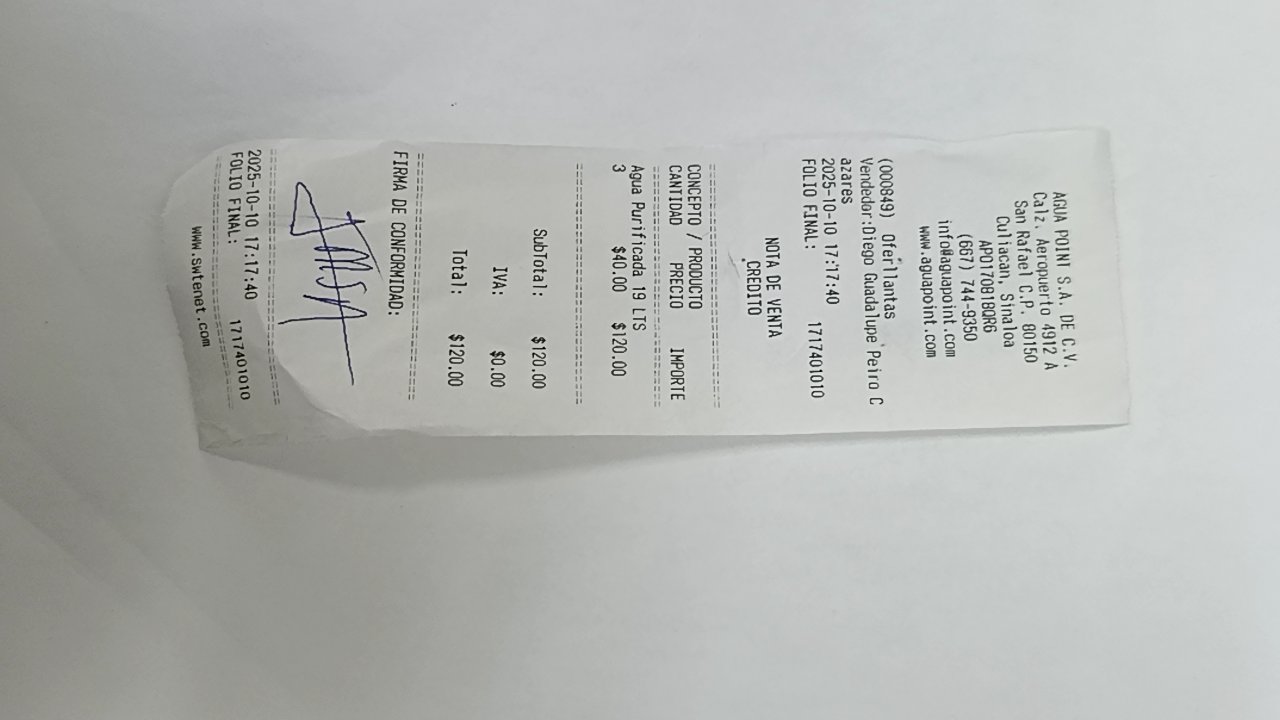 AGUA POINT S.A. DE C.V.
Calz. Aeropuerto 4912 A
San Rafael C.P. 80150
Culiacan, Sinaloa
APO170818QR6
(667) 744-9350
info@aguapoint.com
www.aguapoint.com
(000849) Oferllantas
Vendedor:Diego Guadalupe Peiro C
azares
2025-10-10 17:17:40
FOLIO FINAL: 1717401010
NOTA DE VENTA
CREDITO
CONCEPTO / PRODUCTO
CANTIDAD PRECIO IMPORTE
Agua Purificada 19 LTS
3 $40.00 $120.00
SubTotal: $120.00
IVA: $0.00
Total: $120.00
FIRMA DE CONFORMIDAD:
2025-10-10 17:17:40
FOLIO FINAL: 1717401010
www.swtenet.com